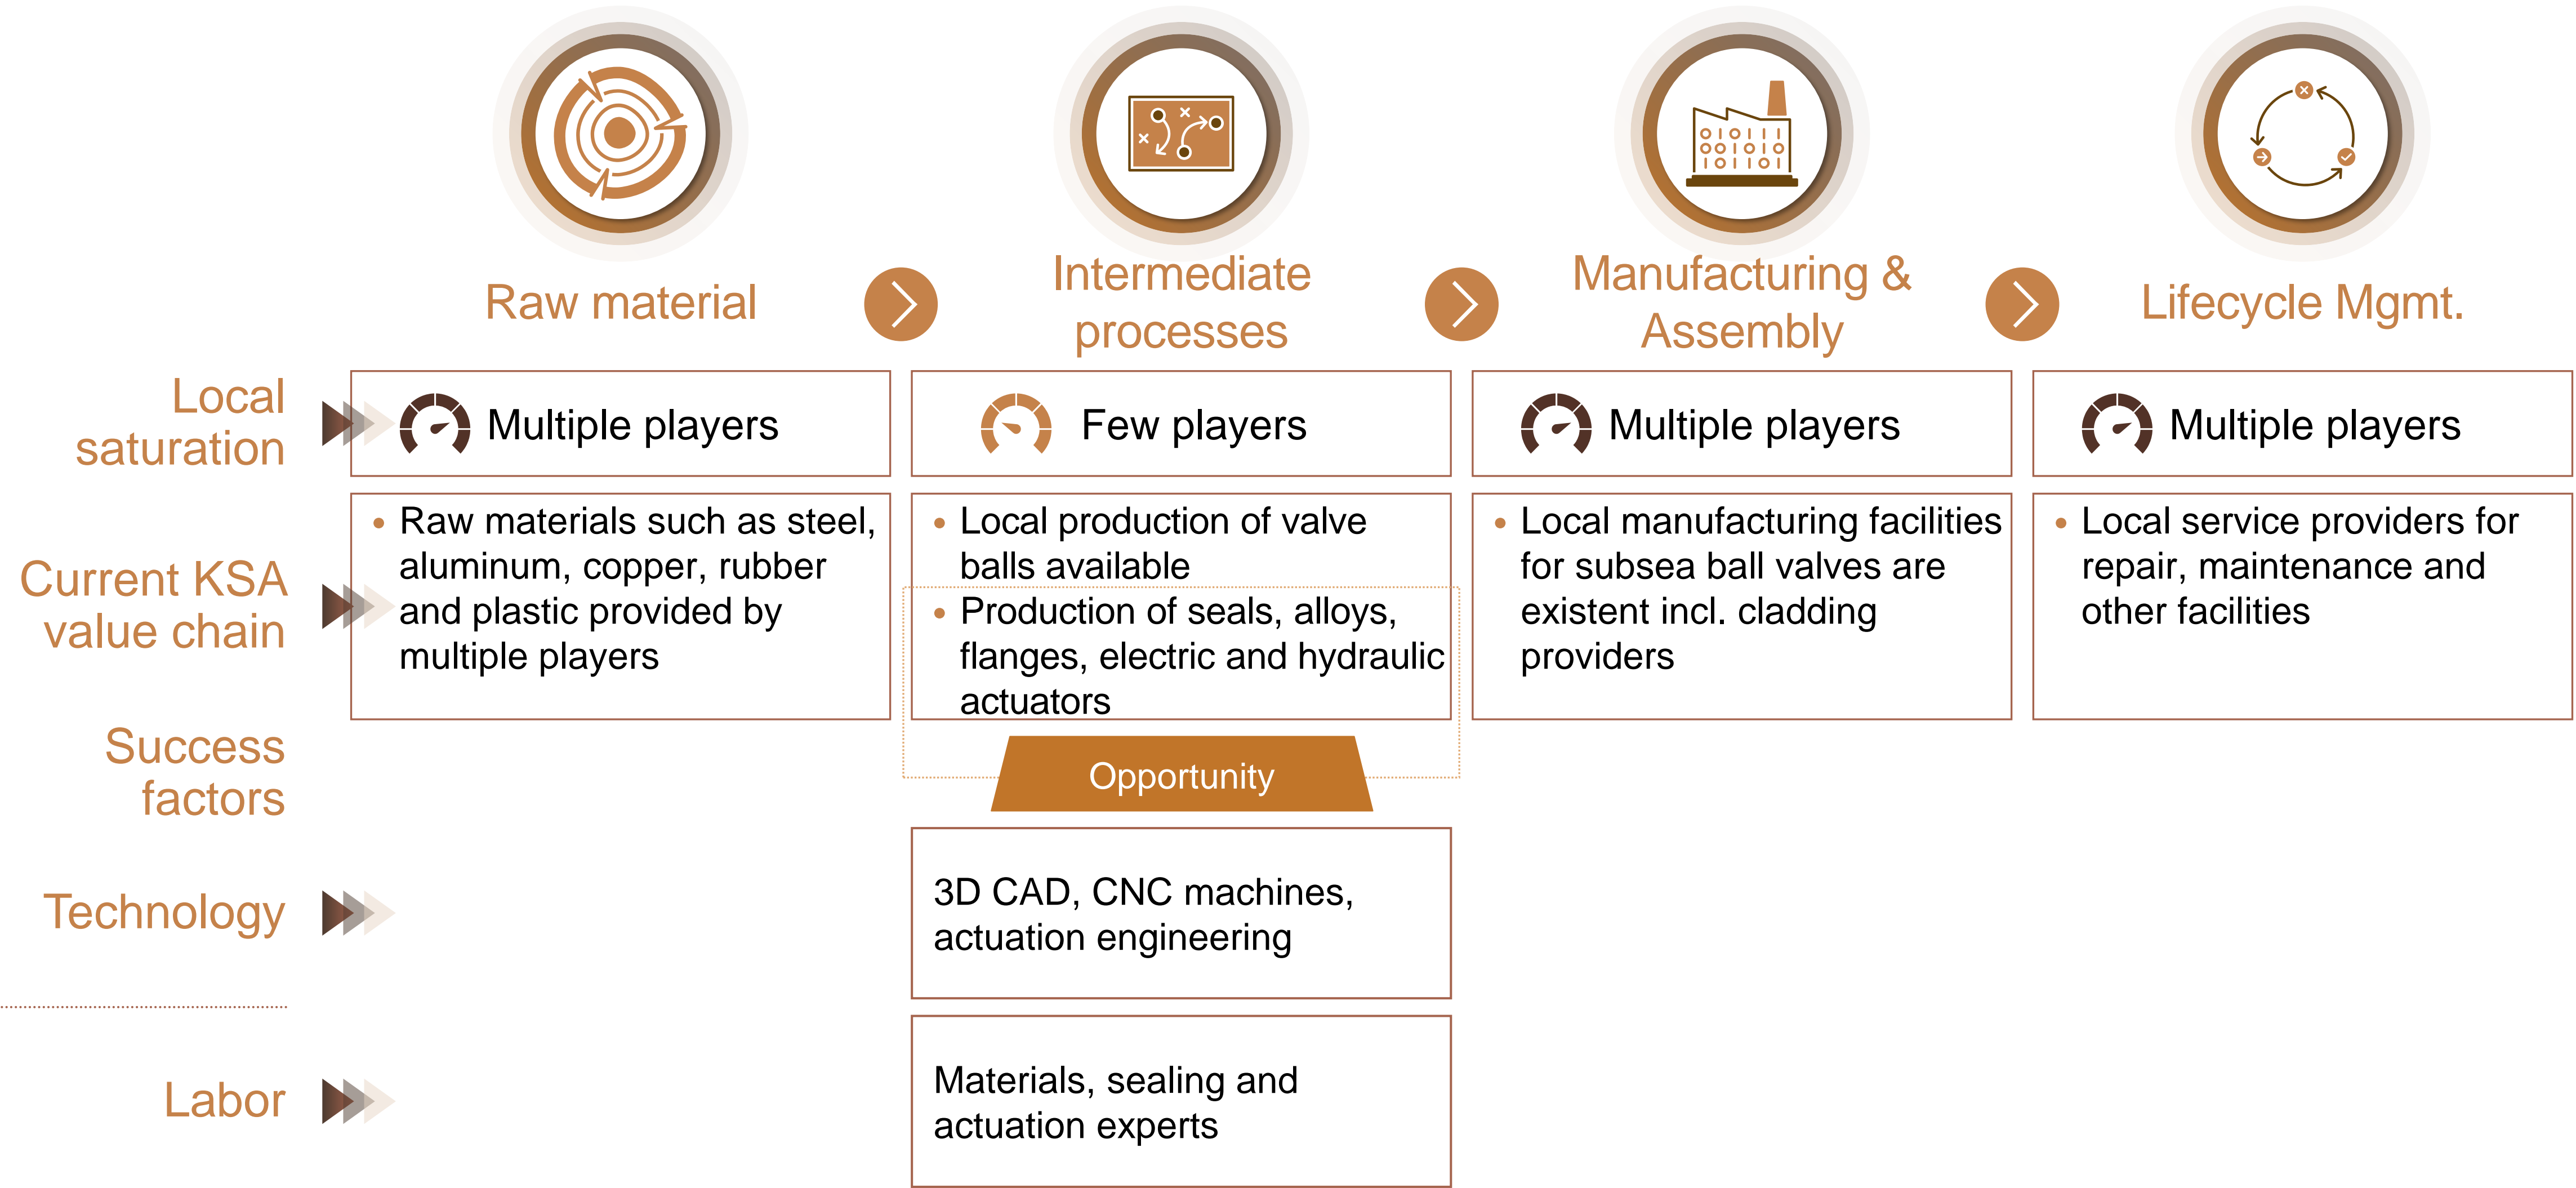 Raw material
Intermediate
processes
Manufacturing &
Assembly
Lifecycle Mgmt.
Local
saturation
Multiple players
Few players
Multiple players
Multiple players
Current KSA
value chain
• Raw materials such as steel,
aluminum, copper, rubber
and plastic provided by
multiple players
• Local production of valve
balls available
• Production of seals, alloys,
flanges, electric and hydraulic
actuators
• Local manufacturing facilities
for subsea ball valves are
existent incl. cladding
providers
• Local service providers for
repair, maintenance and
other facilities
Success
factors
Opportunity
Technology
3D CAD, CNC machines,
actuation engineering
Labor
Materials, sealing and
actuation experts